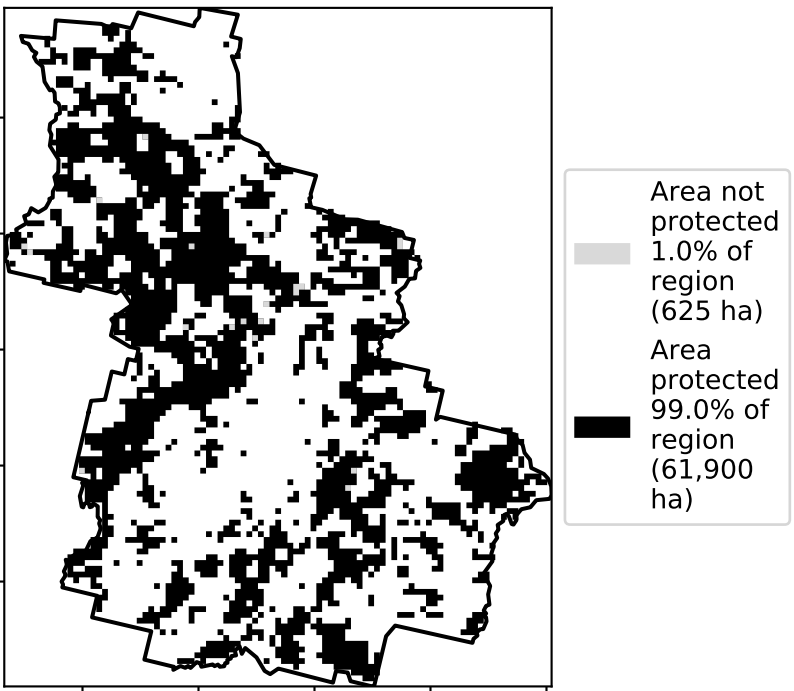 Area not
protected
1.0% of
region
(625 ha)
Area
protected
99.0% of
region
(61,900
ha)